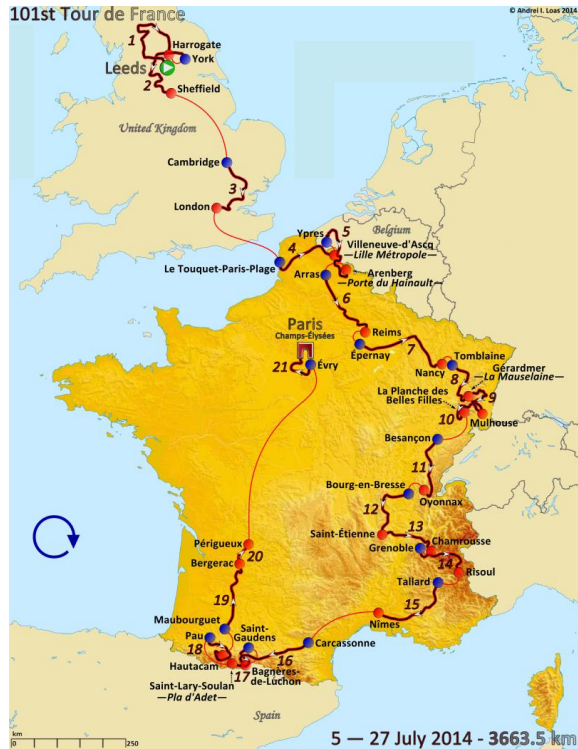 101st Tour de France
© Andrei I. Loas 2014
1
Harrogate
York
Leeds
2
Sheffield
United Kingdom
Cambridge
3
London
Belgium
Ypres
5
Villeneuve-d'Ascq
—Lille Métropole—
4
Le Touquet-Paris-Plage
Arras
Arenberg
—Porte du Hainault—
6
Reims
Paris
Champs-Élysées
Épernay
7
Tomblaine
Nancy
Gérardmer
—La Mauselaine—
21
Évry
8
La Planche des
Belles Filles
9
10
Mulhouse
Besançon
11
Bourg-en-Bresse
Oyonnax
12
Saint-Étienne
13
Chamrousse
Grenoble
14
Risoul
Périgueux
20
Bergerac
Tallard
15
Nîmes
19
Maubourguet
Saint-
Gaudens
Pau
18
Carcassonne
16
Hautacam
17
Bagnères-
de-Luchon
Saint-Lary-Soulan
—Pla d'Adet—
Spain
km
0
250
5 — 27 July 2014 - 3663.5 km